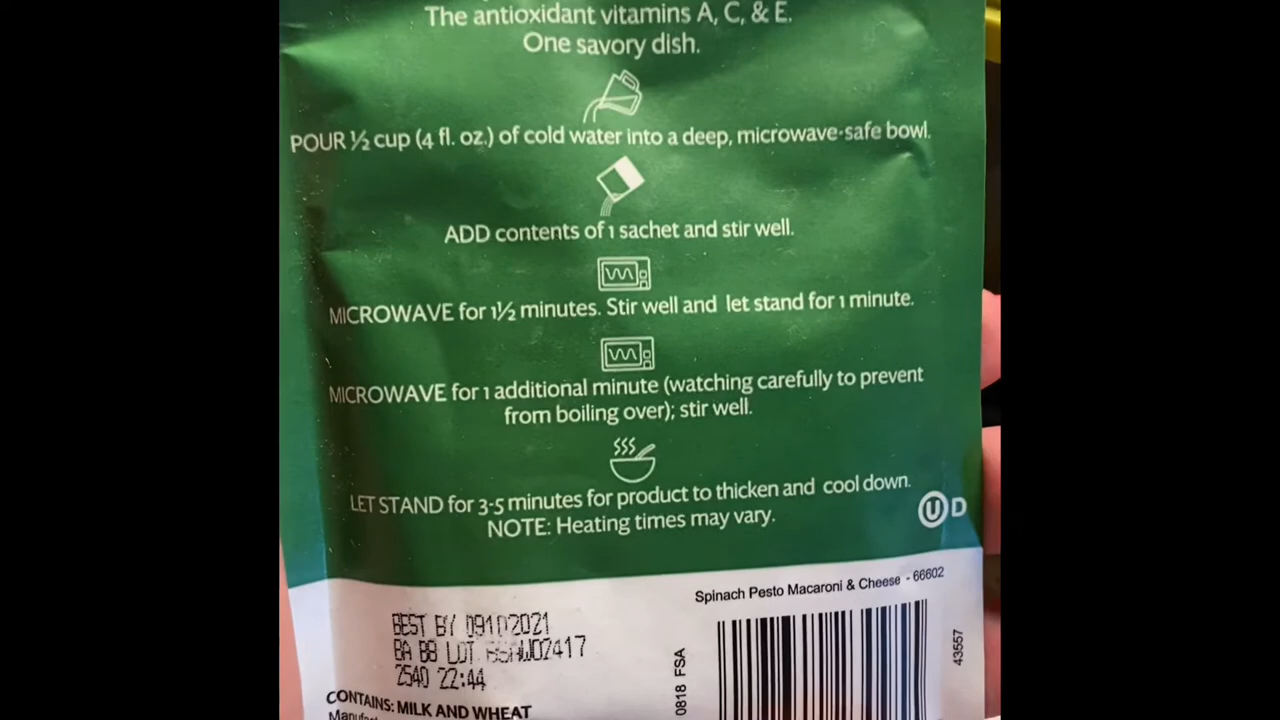 The antioxidant vitamins A, C, & E.
One savory dish.
POUR ½ cup (4 fl. oz.) of cold water into a deep, microwave-safe bowl.
ADD contents of 1 sachet and stir well.
MICROWAVE for 1½ minutes. Stir well and let stand for 1 minute.
MICROWAVE for 1 additional minute (watching carefully to prevent
from boiling over); stir well.
LET STAND for 3-5 minutes for product to thicken and cool down.
NOTE: Heating times may vary.
U D
Spinach Pesto Macaroni & Cheese - 66602
BEST BY 09102021
BA BB LOT
2540 22:44
CONTAINS: MILK AND WHEAT
0818 FSA
43557